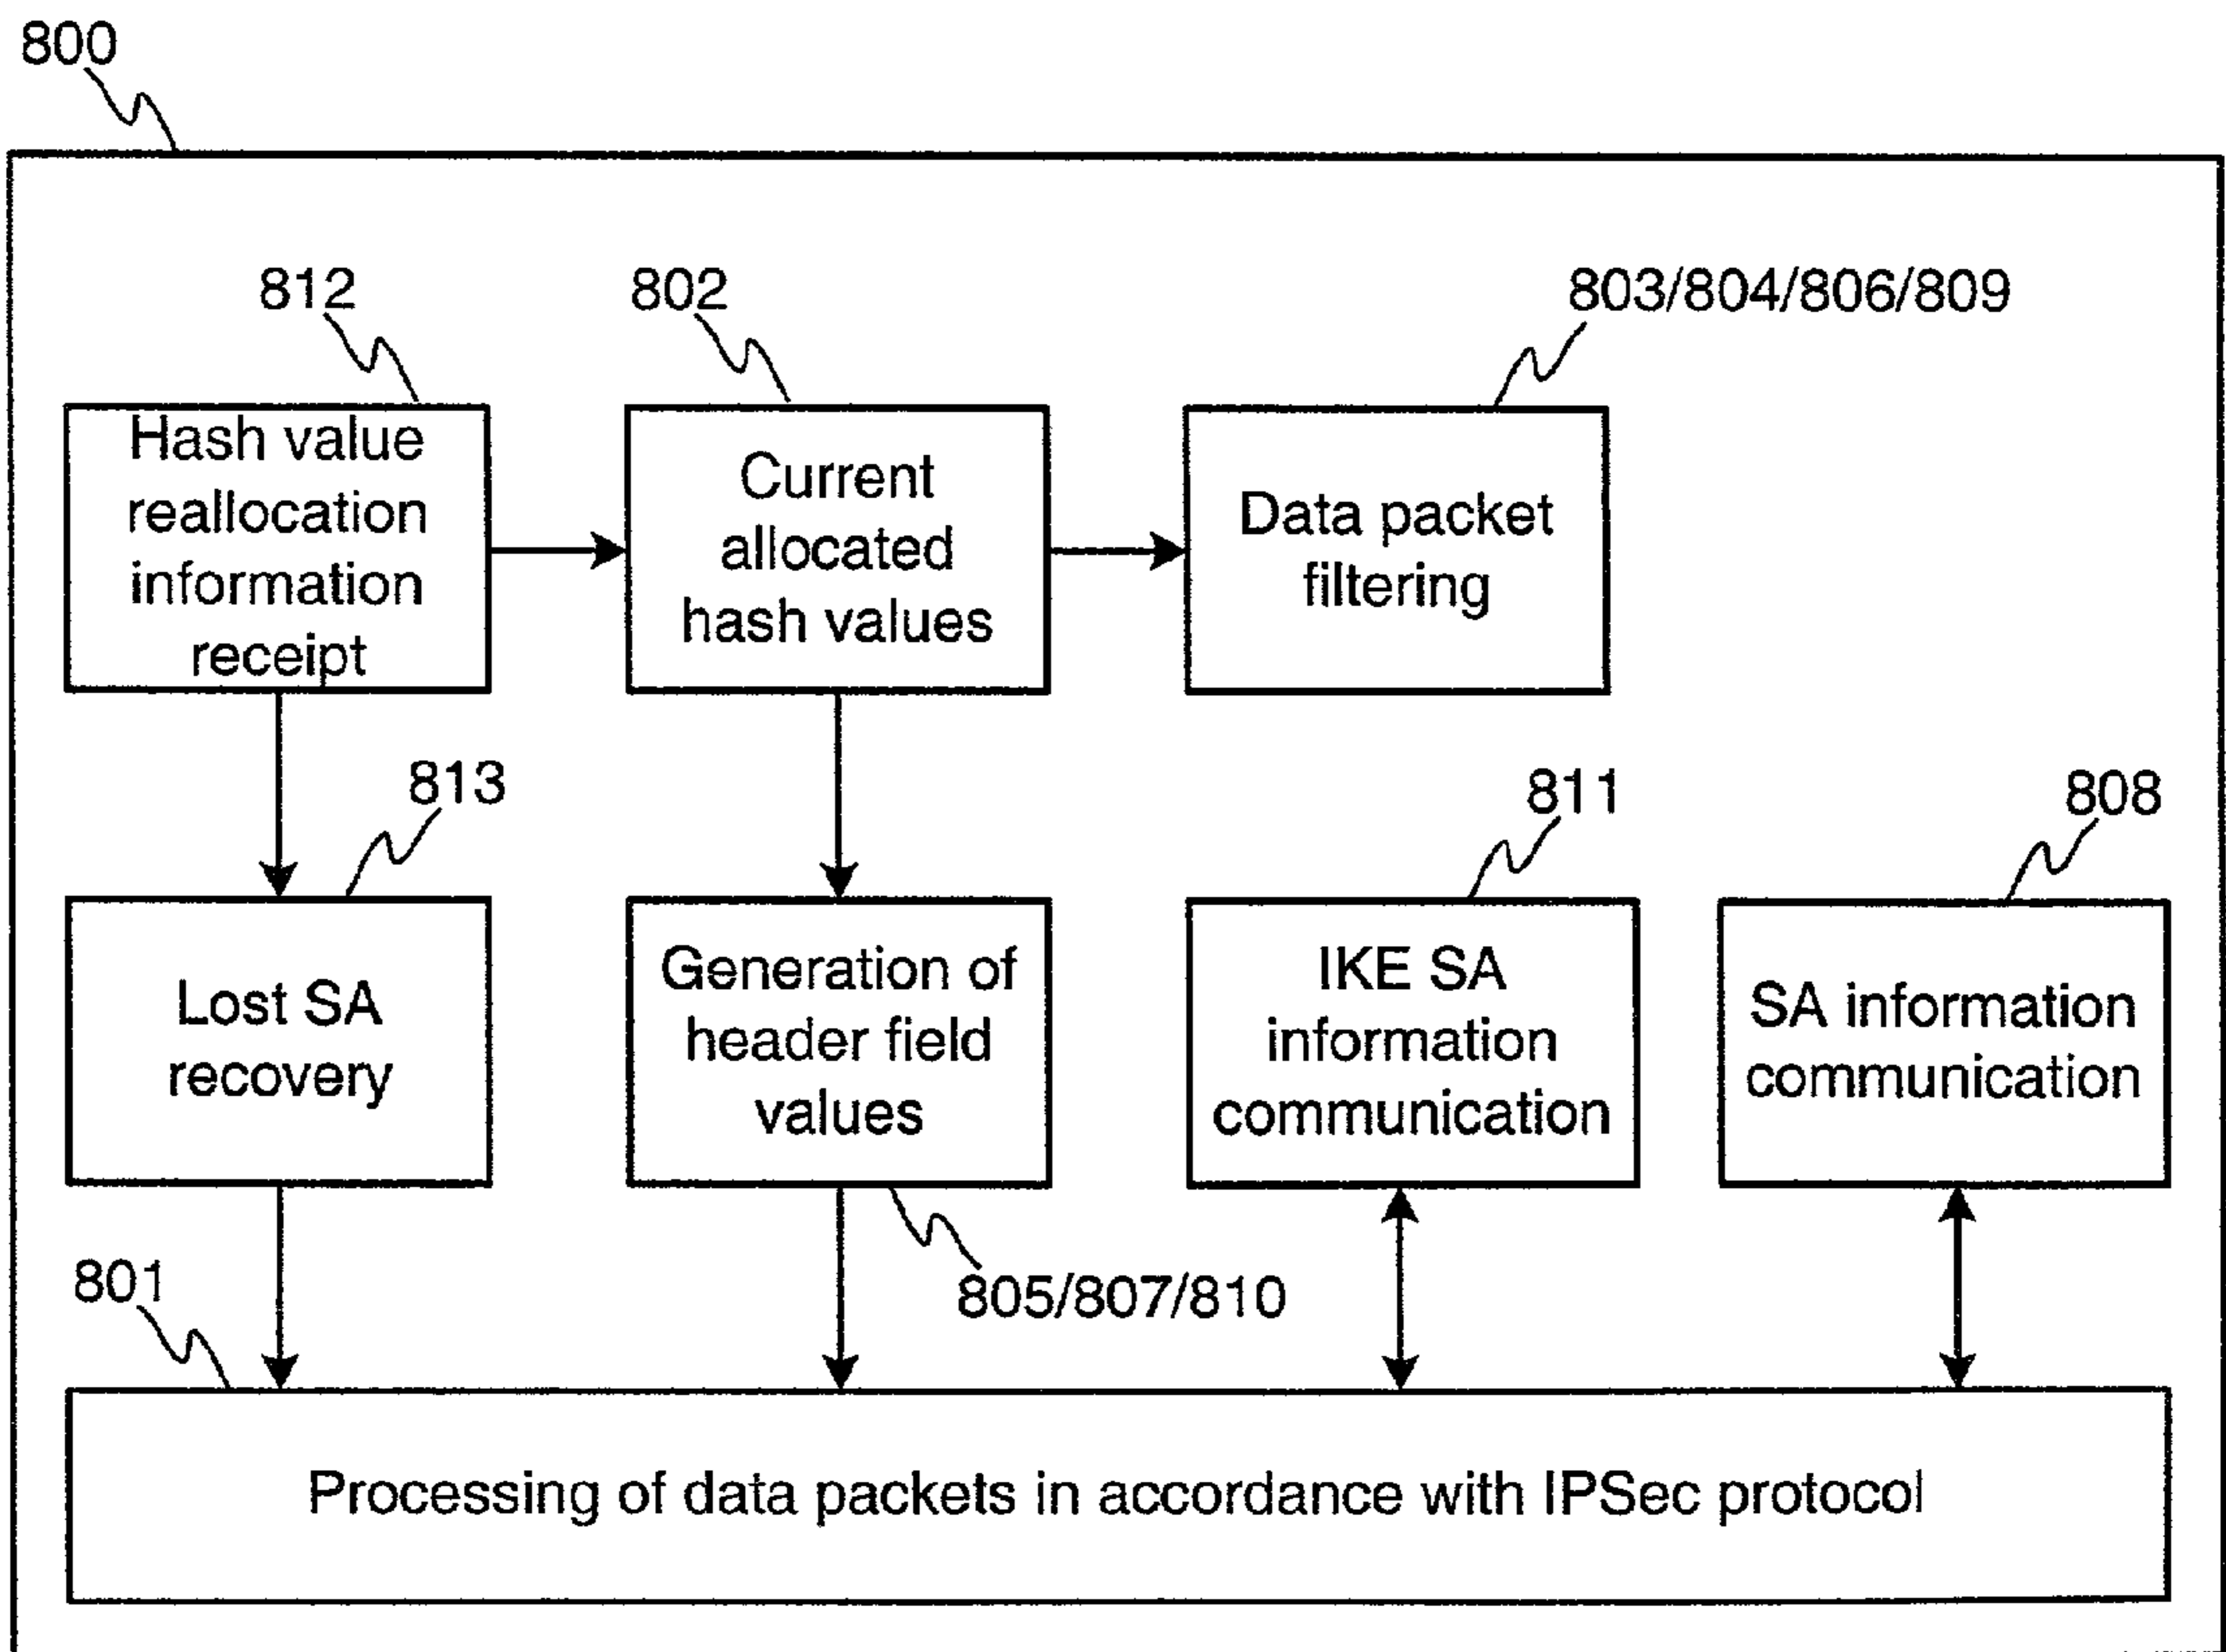 800
812
802
803/804/806/809
Hash value
reallocation
information
receipt
Current
allocated
hash values
Data packet
filtering
813
811
808
Lost SA
recovery
Generation of
header field
values
IKE SA
information
communication
SA information
communication
801
805/807/810
Processing of data packets in accordance with IPSec protocol